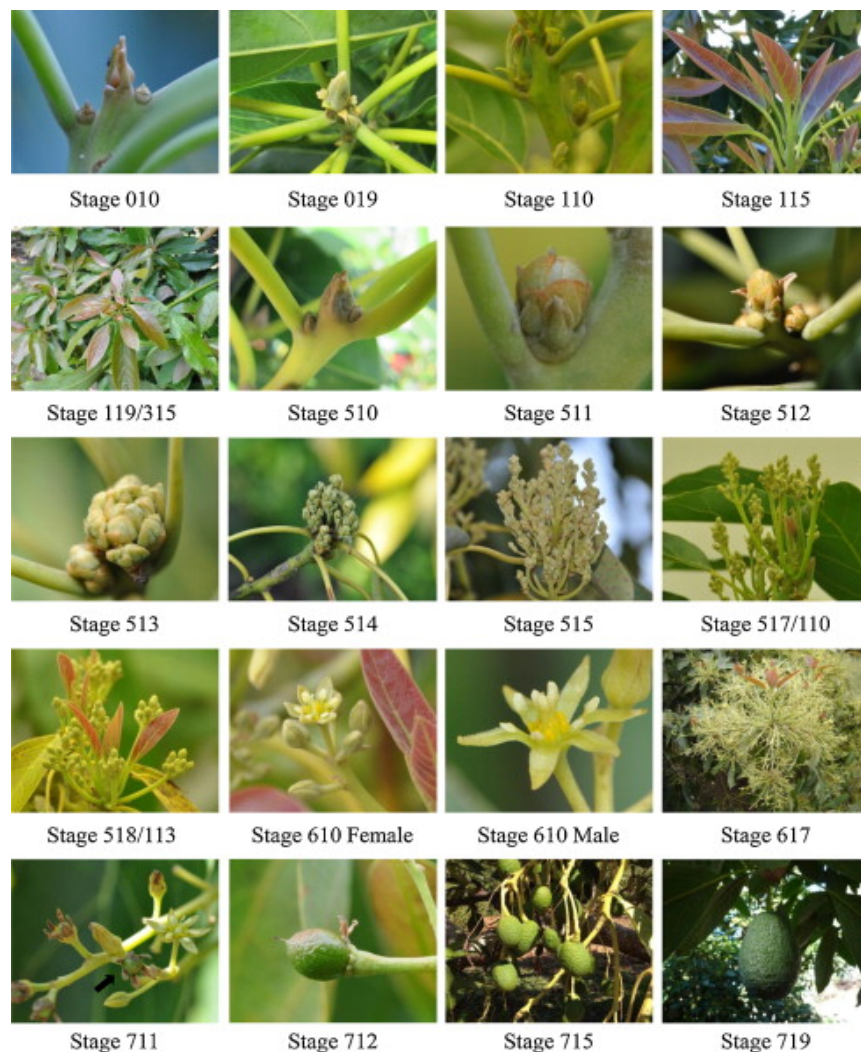 Stage 010 Stage 019 Stage 110 Stage 115
Stage 119/315 Stage 510 Stage 511 Stage 512
Stage 513 Stage 514 Stage 515 Stage 517/110
Stage 518/113 Stage 610 Female Stage 610 Male Stage 617
Stage 711 Stage 712 Stage 715 Stage 719